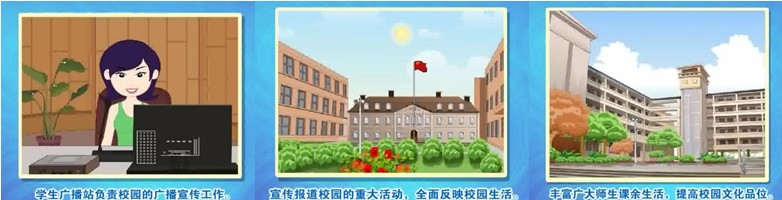 学生广播站负责校园的广播宣传工作。
宣传报道校园的重大活动，全面反映校园生活。
丰富广大师生课余生活，提高校园文化品位。